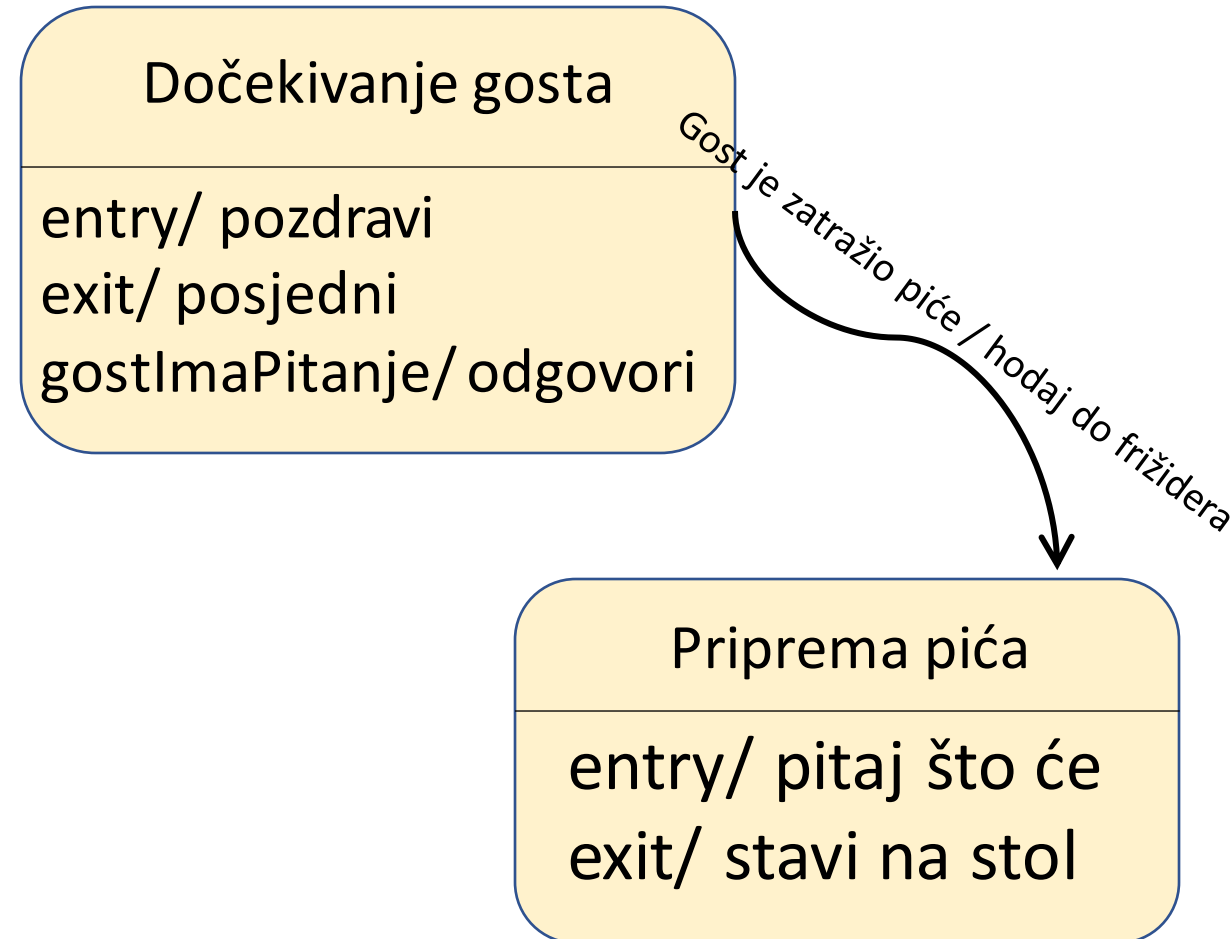 Dočekivanje gosta
entry/ pozdravi
exit/ posjedni
gostImaPitanje/ odgovori
Gost je zatražio piće / hodaj do frižidera
Priprema pića
entry/ pitaj što će
exit/ stavi na stol